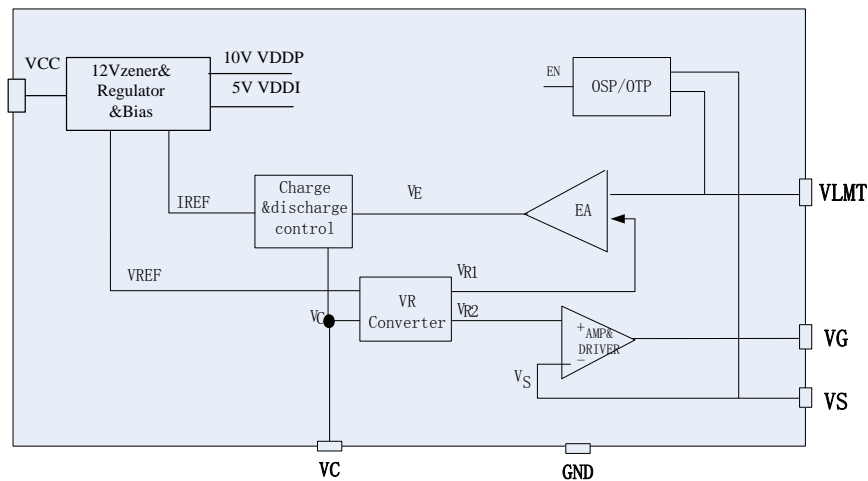 VCC
12Vzener&
Regulator
&Bias
10V VDDP
5V VDDI
EN
OSP/OTP
IREF
Charge
&discharge
control
VE
EA
VLMT
VREF
VC
VR
Converter
VR1
VR2
+
AMP&
DRIVER
−
VS
VG
VS
VC
GND